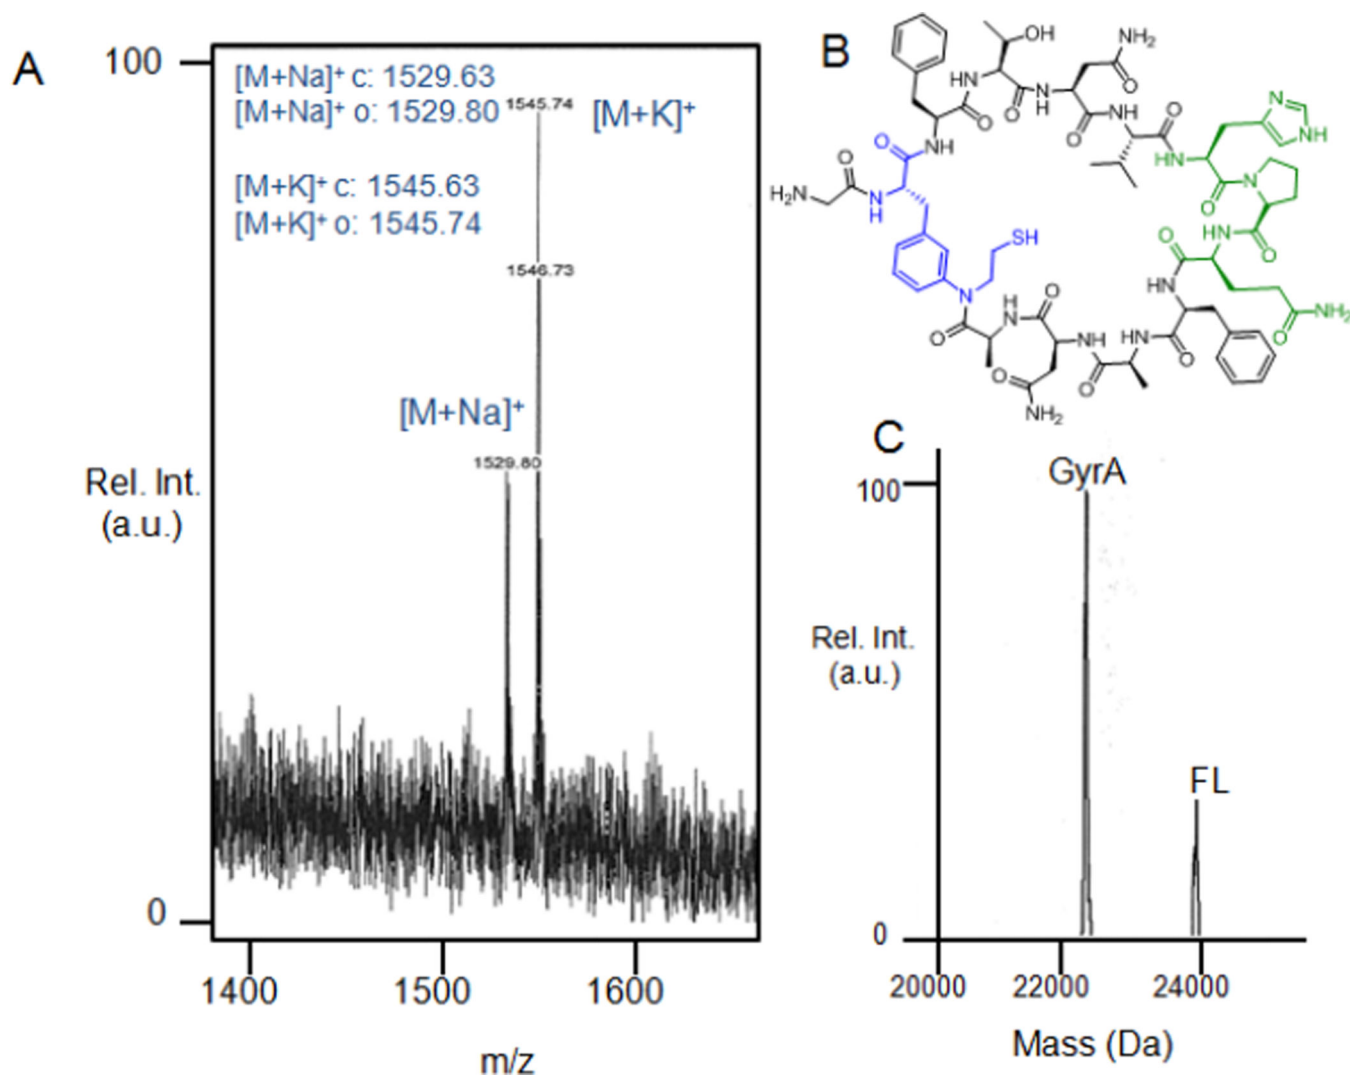 A
100
[M+Na]⁺ c: 1529.63
[M+Na]⁺ o: 1529.80
1545.74
[M+K]⁺
[M+K]⁺ c: 1545.63
[M+K]⁺ o: 1545.74
1546.73
[M+Na]⁺
1529.80
Rel. Int.
(a.u.)
0
1400
1500
1600
m/z
B
OH
NH₂
HN
O
O
N
H
O
NH
O
N
NH
O
O
NH
O
HN
O
N
H₂N
O
N
H
HN
O
O
SH
HN
NH₂
O
N
H
N
O
O
NH
HN
O
O
O
O
NH₂
C
GyrA
100
Rel. Int.
(a.u.)
FL
0
20000
22000
24000
Mass (Da)